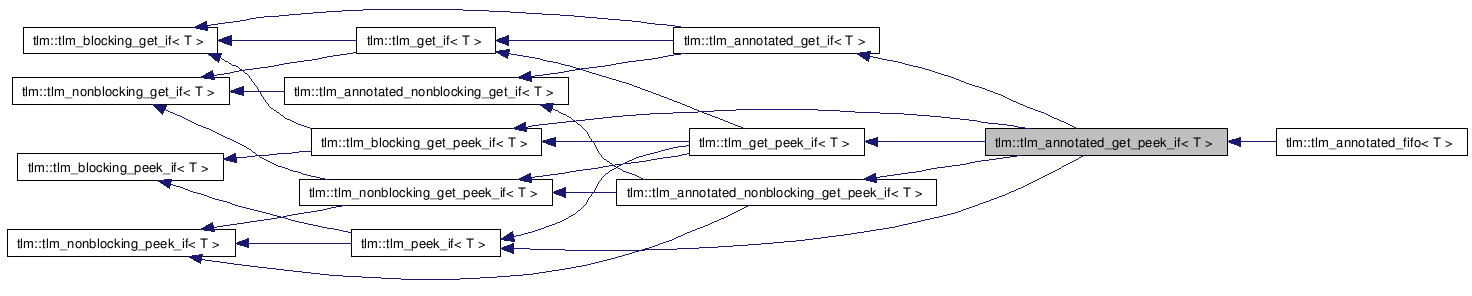 tlm::tlm_blocking_get_if< T >
tlm::tlm_get_if< T >
tlm::tlm_annotated_get_if< T >
tlm::tlm_nonblocking_get_if< T >
tlm::tlm_annotated_nonblocking_get_if< T >
tlm::tlm_blocking_get_peek_if< T >
tlm::tlm_get_peek_if< T >
tlm::tlm_annotated_get_peek_if< T >
tlm::tlm_annotated_fifo< T >
tlm::tlm_blocking_peek_if< T >
tlm::tlm_nonblocking_get_peek_if< T >
tlm::tlm_annotated_nonblocking_get_peek_if< T >
tlm::tlm_nonblocking_peek_if< T >
tlm::tlm_peek_if< T >